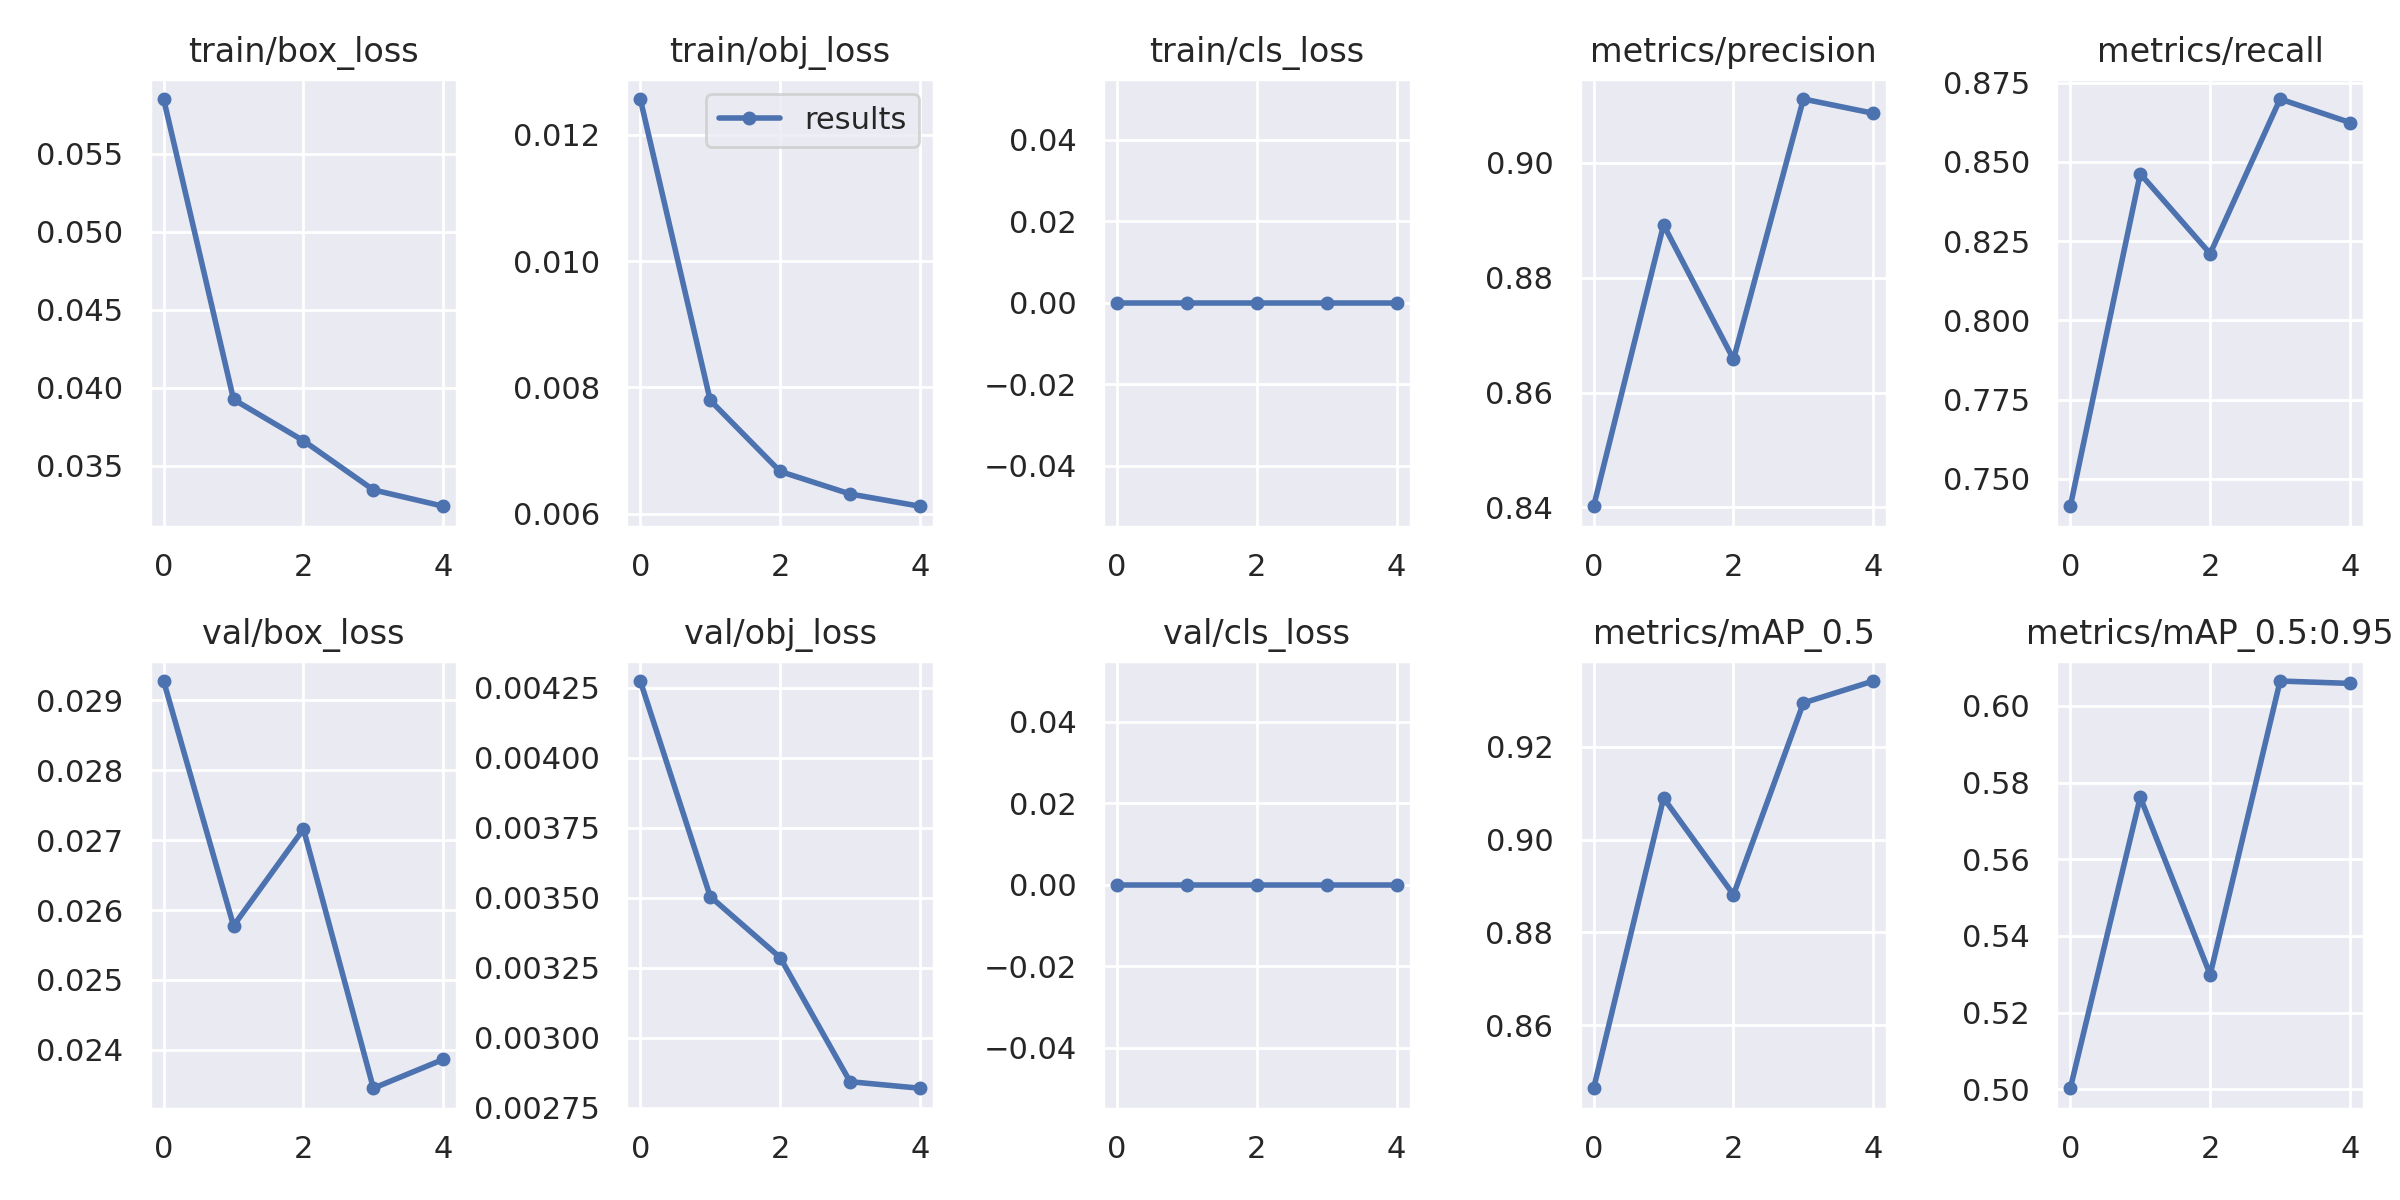 train/box_loss
0.055
0.050
0.045
0.040
0.035
0 2 4
train/obj_loss
results
0.012
0.010
0.008
0.006
0 2 4
train/cls_loss
0.04
0.02
0.00
−0.02
−0.04
0 2 4
metrics/precision
0.90
0.88
0.86
0.84
0 2 4
metrics/recall
0.875
0.850
0.825
0.800
0.775
0.750
0 2 4
val/box_loss
0.029
0.028
0.027
0.026
0.025
0.024
0 2 4
val/obj_loss
0.00425
0.00400
0.00375
0.00350
0.00325
0.00300
0.00275
0 2 4
val/cls_loss
0.04
0.02
0.00
−0.02
−0.04
0 2 4
metrics/mAP_0.5
0.92
0.90
0.88
0.86
0 2 4
metrics/mAP_0.5:0.95
0.60
0.58
0.56
0.54
0.52
0.50
0 2 4